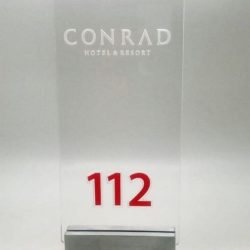 CONRAD
HOTEL & RESORT
112